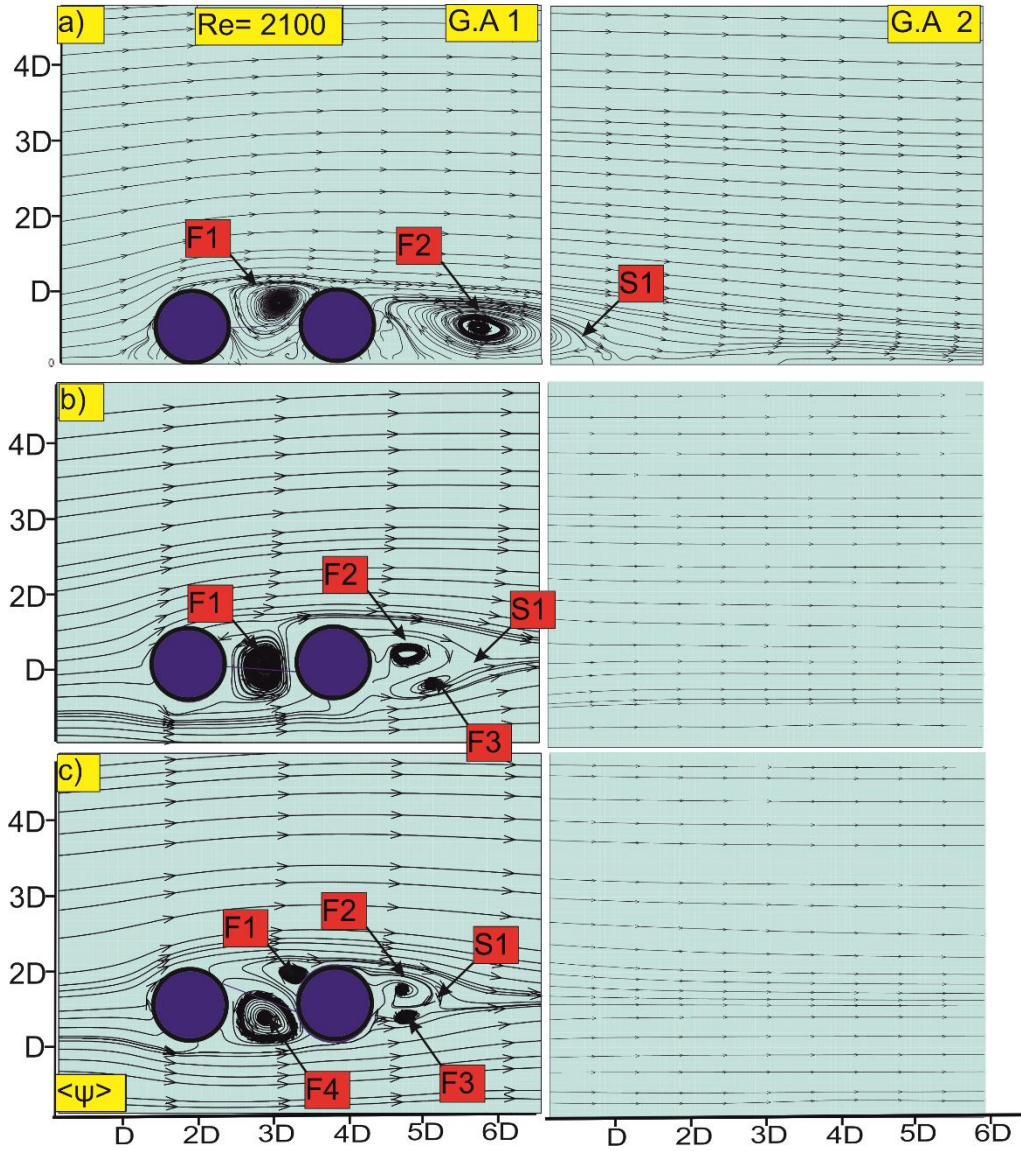 a) Re= 2100 G.A 1 G.A 2
4D
3D
2D
F1 F2
S1
D
0
b)
4D
3D
2D
F2
F1 S1
D
F3
c)
4D
3D
F2
F1
S1
2D
D
F4 F3
<ψ>
D 2D 3D 4D 5D 6D D 2D 3D 4D 5D 6D